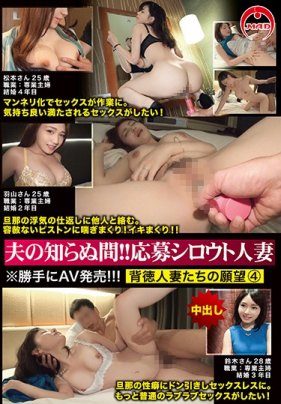 MAD
松本さん25歳
職業:専業主婦
結婚4年目
マンネリ化でセックスが作業に。
気持ち良い満たされるセックスがしたい!
羽山さん25歳
職業:専業主婦
結婚2年目
旦那の浮気の仕返しに他人と絡む。
容赦ないピストンに喘ぎまくり!イキまくり!!
夫の知らぬ間!!応募シロウト人妻
※勝手にAV発売!!! 背徳人妻たちの願望④
中出し
鈴木さん28歳
職業:専業主婦
結婚3年目
旦那の性癖にドン引きしセックスレスに。
もっと普通のラブラブセックスがしたい!